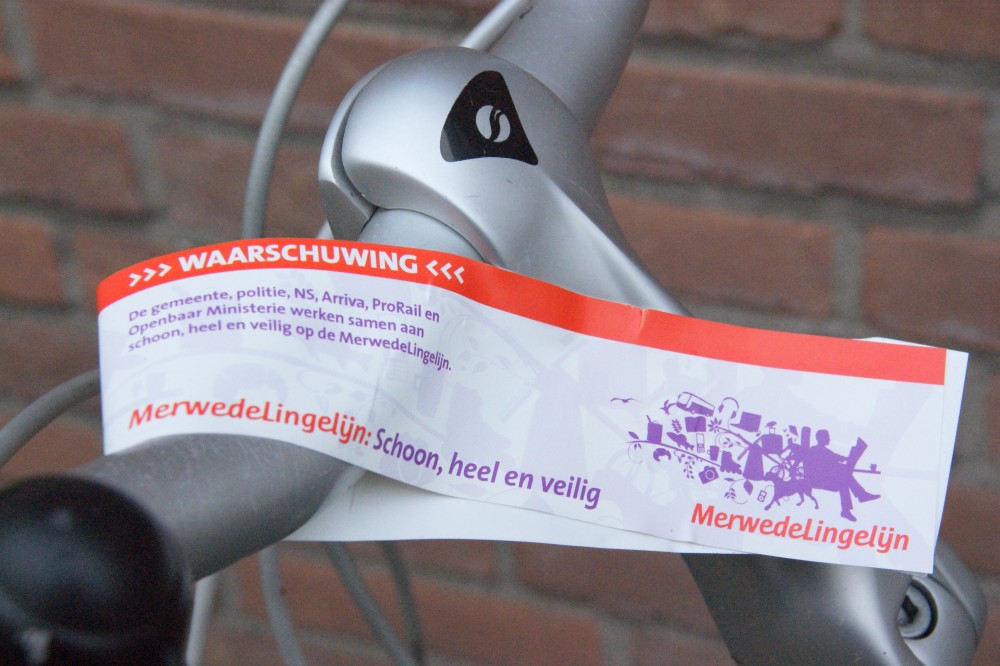 >>> WAARSCHUWING <<<
De gemeente, politie, NS, Arriva, ProRail en
Openbaar Ministerie werken samen aan
schoon, heel en veilig op de MerwedeLingelijn.
MerwedeLingelijn: Schoon, heel en veilig
MerwedeLingelijn